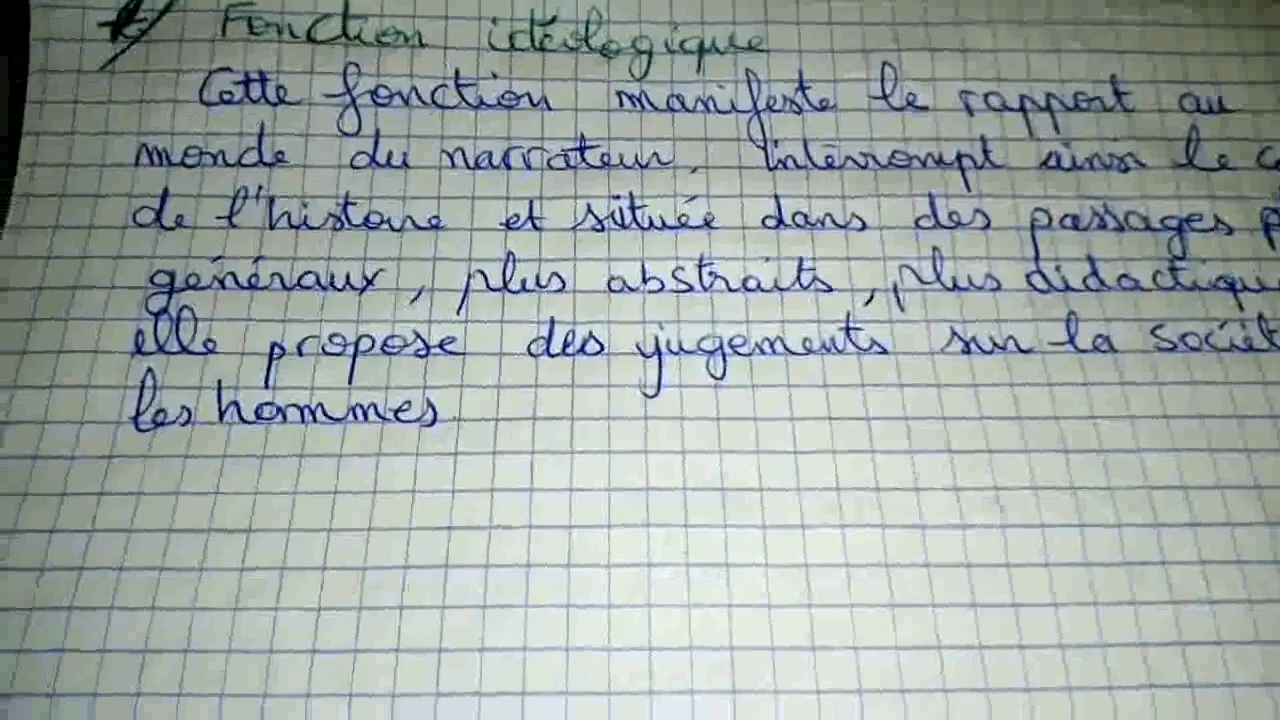 Fonction idéologique
Cette fonction manifeste le rapport au
monde du narrateur. Interrompt ainsi le
de l'histoire et située dans des passages
généraux, plus abstraits, plus didactiqu
elle propose des jugements sur la sociét
les hommes.